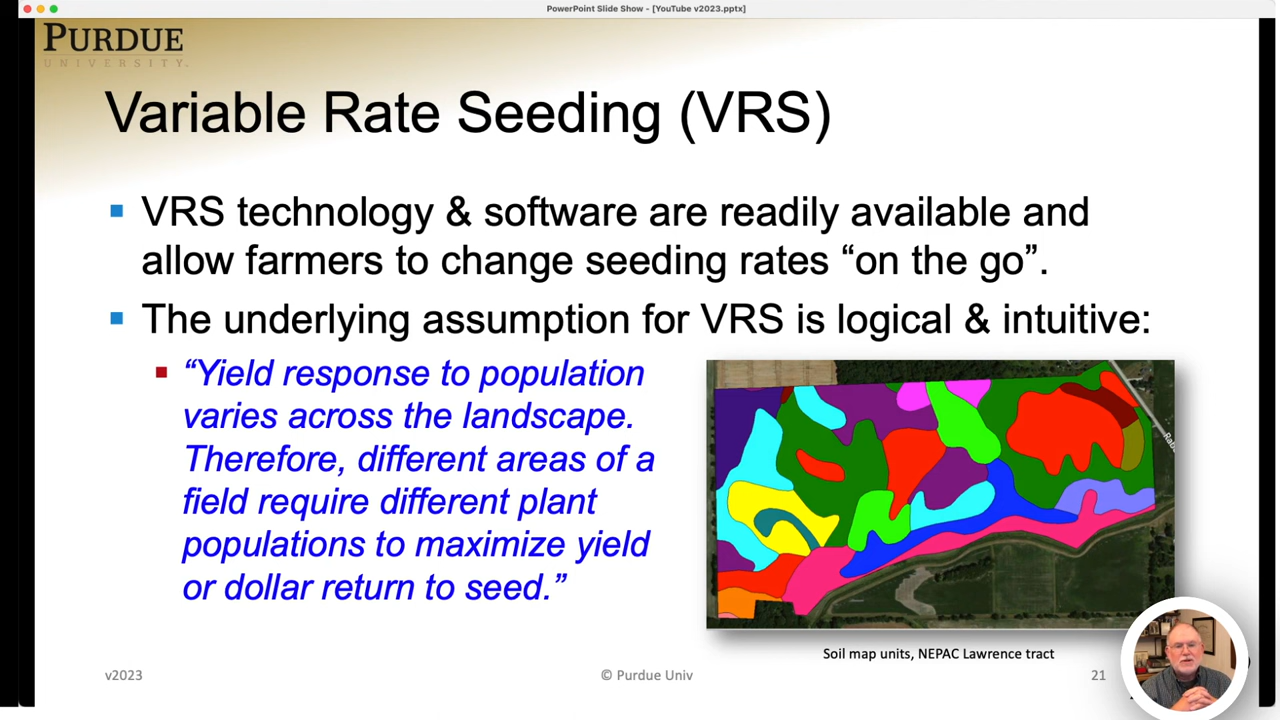 PowerPoint Slide Show - [YouTube v2023.pptx]
PURDUE
UNIVERSITY.
Variable Rate Seeding (VRS)
VRS technology & software are readily available and
allow farmers to change seeding rates “on the go”.
The underlying assumption for VRS is logical & intuitive:
“Yield response to population
varies across the landscape.
Therefore, different areas of a
field require different plant
populations to maximize yield
or dollar return to seed.”
Soil map units, NEPAC Lawrence tract
v2023
© Purdue Univ
21